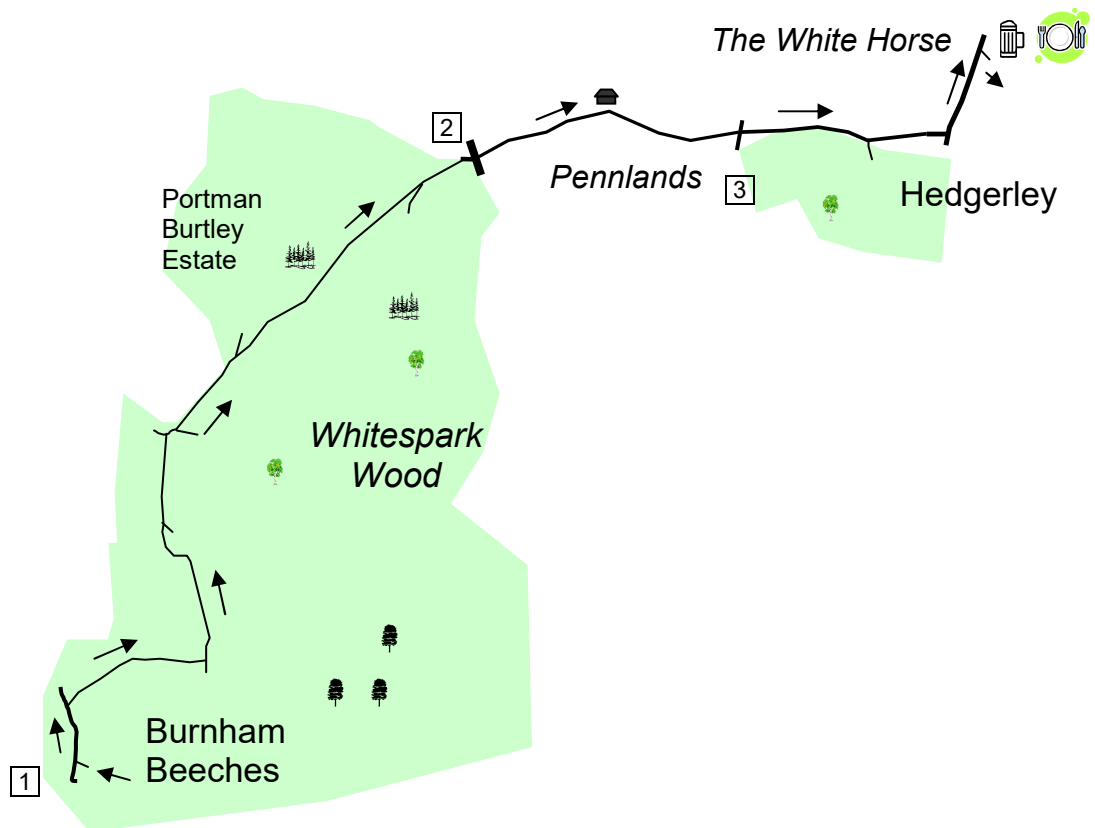 The White Horse
2
Pennlands
3
Hedgerley
Portman
Burtley
Estate
Whitespark
Wood
Burnham
Beeches
1